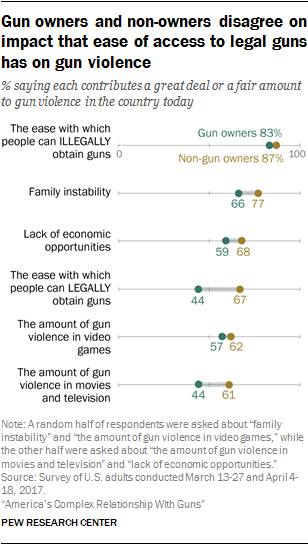 Gun owners and non-owners disagree on
impact that ease of access to legal guns
has on gun violence
% saying each contributes a great deal or a fair amount
to gun violence in the country today
The ease with which
people can ILLEGALLY
obtain guns
Gun owners 83%
0
100
Non-gun owners 87%
Family instability
66 77
Lack of economic
opportunities
59 68
The ease with which
people can LEGALLY
obtain guns
44 67
The amount of gun
violence in video
games
57 62
The amount of gun
violence in movies
and television
44 61
Note: A random half of respondents were asked about “family
instability” and “the amount of gun violence in video games,” while
the other half were asked about “the amount of gun violence in
movies and television” and “lack of economic opportunities.”
Source: Survey of U.S. adults conducted March 13-27 and April 4-
18, 2017.
“America’s Complex Relationship With Guns”
PEW RESEARCH CENTER